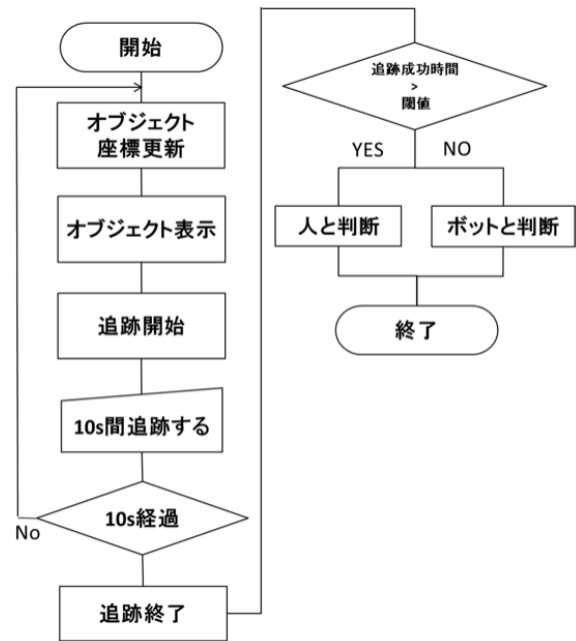 開始
オブジェクト
座標更新
オブジェクト表示
追跡開始
10s間追跡する
10s経過
No
追跡終了
追跡成功時間
>
閾値
YES
NO
人と判断
ボットと判断
終了